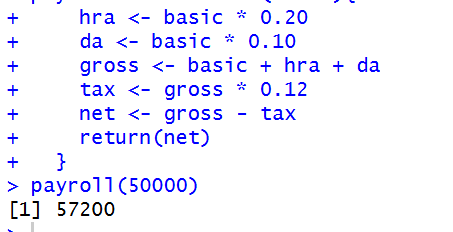 +     hra <- basic * 0.20
+     da <- basic * 0.10
+     gross <- basic + hra + da
+     tax <- gross * 0.12
+     net <- gross - tax
+     return(net)
+   }
> payroll(50000)
[1] 57200
>